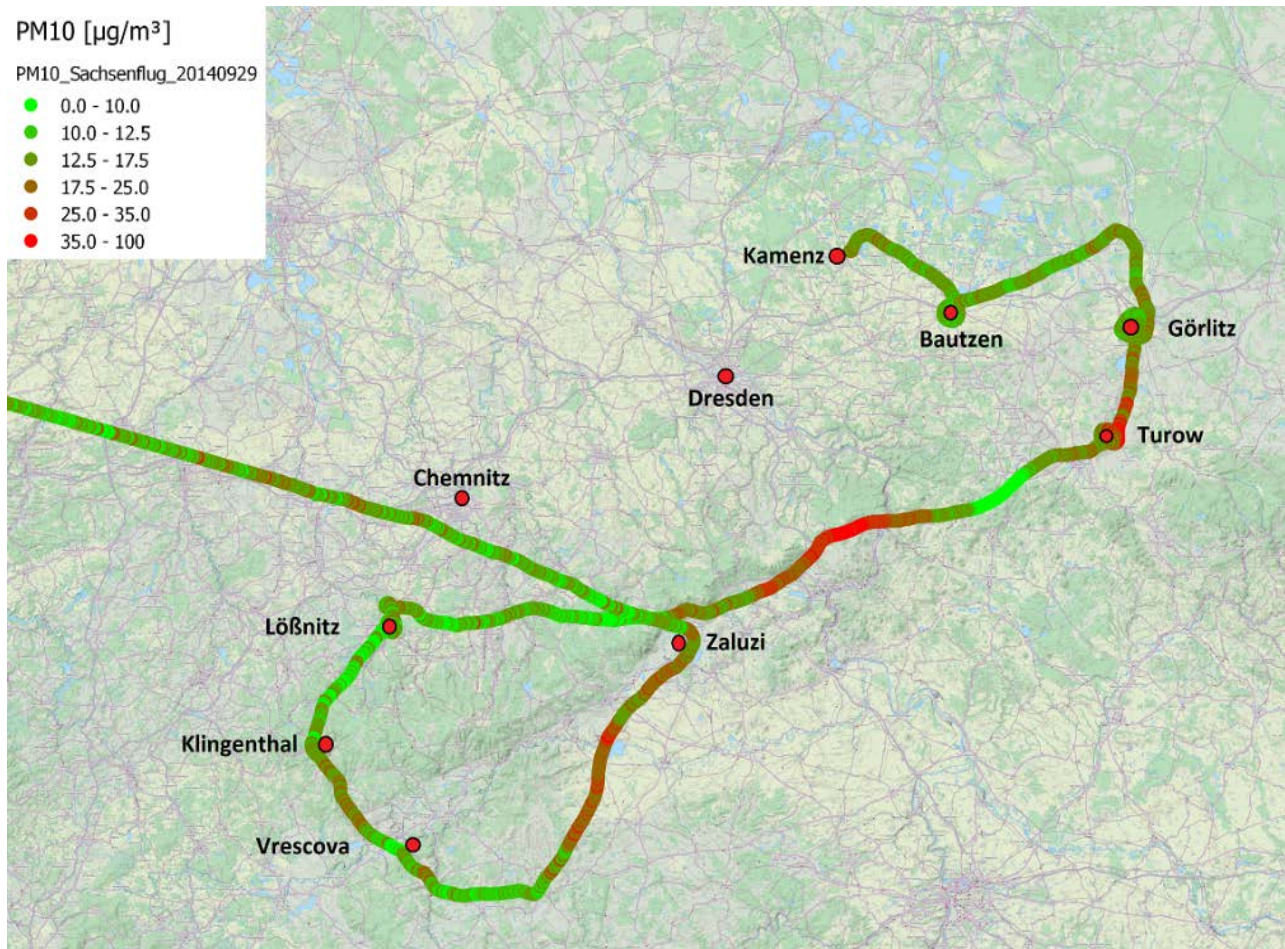 PM10 [µg/m³]
PM10_Sachsenflug_20140929
0.0 - 10.0
10.0 - 12.5
12.5 - 17.5
17.5 - 25.0
25.0 - 35.0
35.0 - 100
Kamenz
Bautzen
Görlitz
Dresden
Turow
Chemnitz
Lößnitz
Zaluzi
Klingenthal
Vrescova